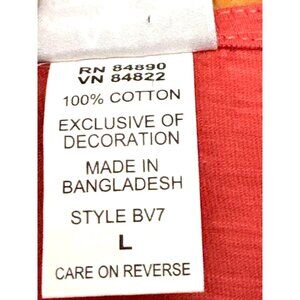 RN 84890
VN 84822
100% COTTON
EXCLUSIVE OF
DECORATION
MADE IN
BANGLADESH
STYLE BV7
L
CARE ON REVERSE